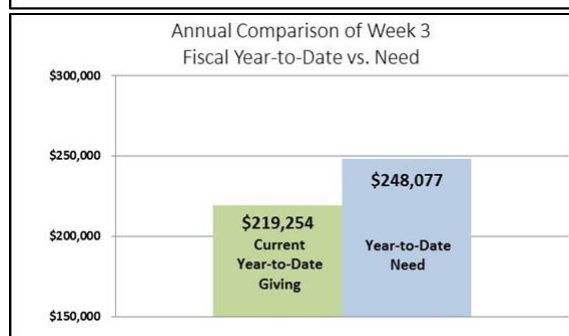 Annual Comparison of Week 3
Fiscal Year-to-Date vs. Need
$300,000
$250,000
$200,000
$150,000
$219,254
Current
Year-to-Date
Giving
$248,077
Year-to-Date
Need